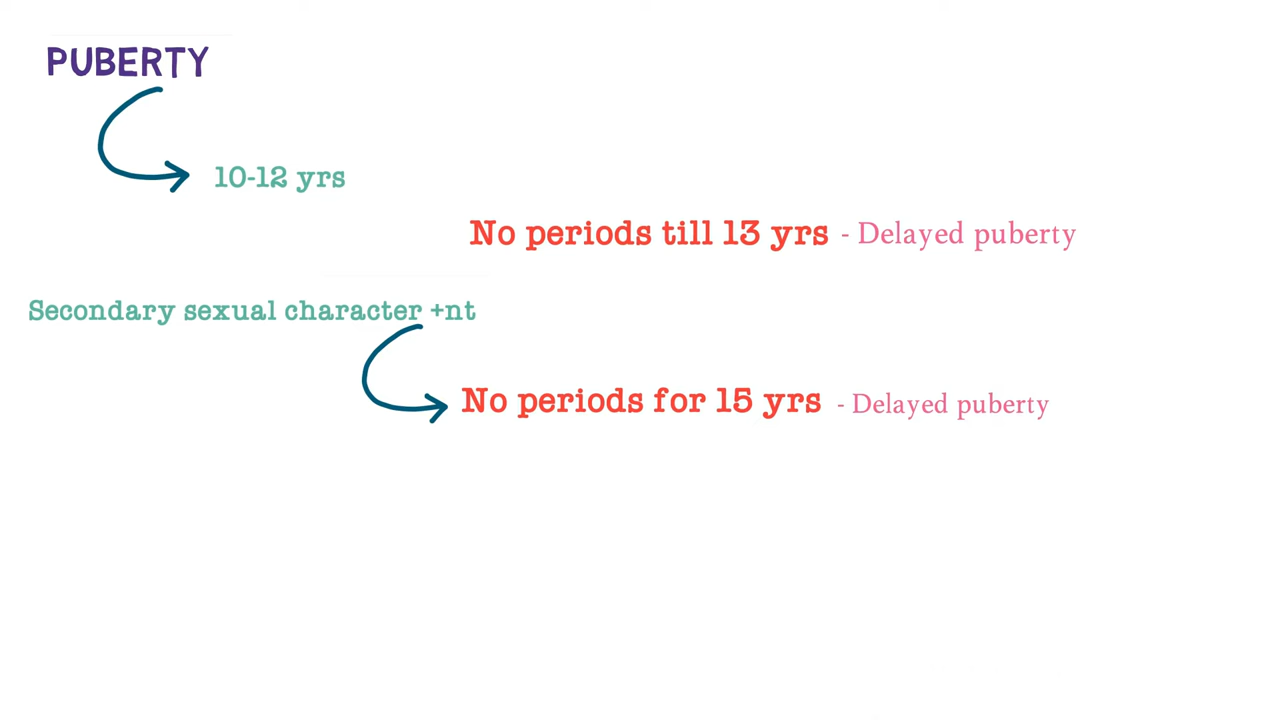 PUBERTY
10-12 yrs
No periods till 13 yrs - Delayed puberty
Secondary sexual character +nt
No periods for 15 yrs - Delayed puberty